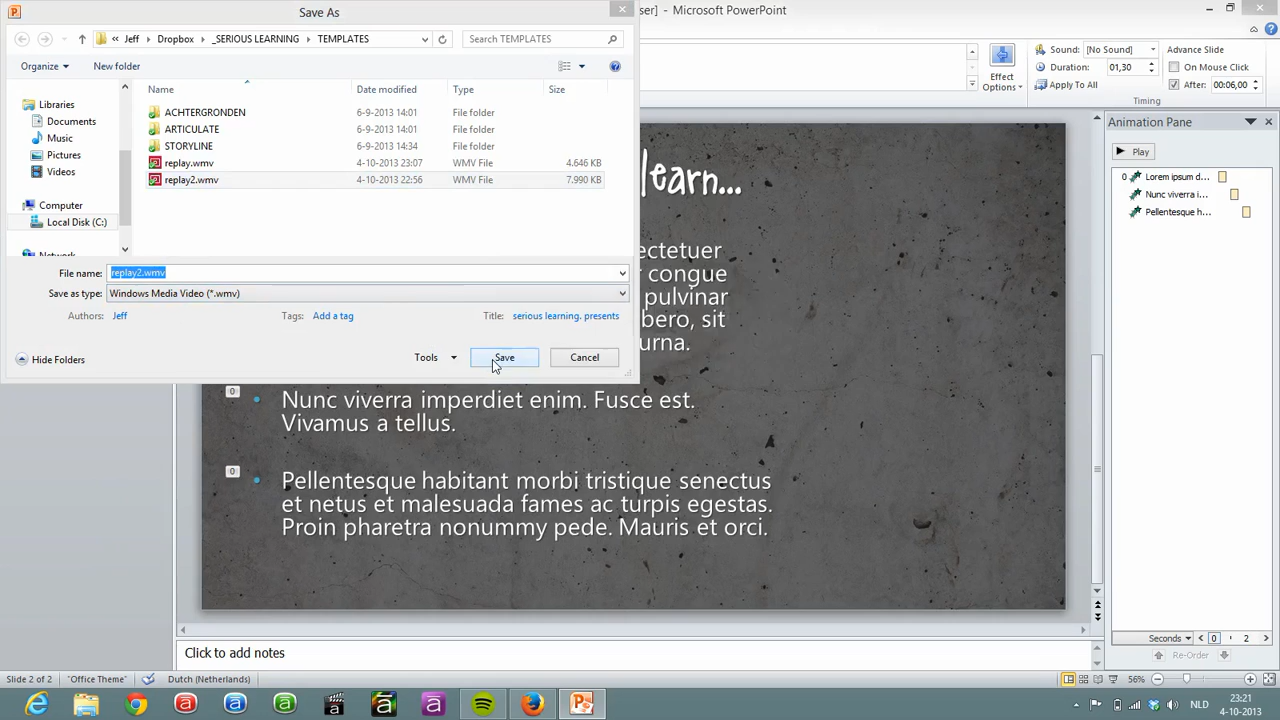 Save As
ser] - Microsoft PowerPoint
Jeff
Dropbox
_SERIOUS LEARNING
TEMPLATES
Search TEMPLATES
Sound:
[No Sound]
Advance Slide
Organize
New folder
Effect
Options
Duration:
01,30
On Mouse Click
Apply To All
After:
00:06,00
Timing
Name
Date modified
Type
Size
Libraries
Documents
Music
Pictures
Videos
Computer
Local Disk (C:)
ACHTERGRONDEN 6-9-2013 14:01 File folder
ARTICULATE 6-9-2013 14:01 File folder
STORYLINE 6-9-2013 14:34 File folder
replay.wmv 4-10-2013 23:07 WMV File 4.646 KB
replay2.wmv 4-10-2013 22:56 WMV File 7.990 KB
File name: replay2.wmv
Save as type: Windows Media Video (*.wmv)
Authors: Jeff Tags: Add a tag Title: serious learning. presents
Hide Folders
Tools
Save
Cancel
learn...
ectetuer
congue
pulvinar
bero, sit
urna.
0
• Nunc viverra imperdiet enim. Fusce est.
Vivamus a tellus.
0
• Pellentesque habitant morbi tristique senectus
et netus et malesuada fames ac turpis egestas.
Proin pharetra nonummy pede. Mauris et orci.
Animation Pane
Play
0 Lorem ipsum d...
Nunc viverra i...
Pellentesque h...
Seconds
0
2
Re-Order
Click to add notes
Slide 2 of 2
"Office Theme"
Dutch (Netherlands)
56%
NLD
23:21
4-10-2013